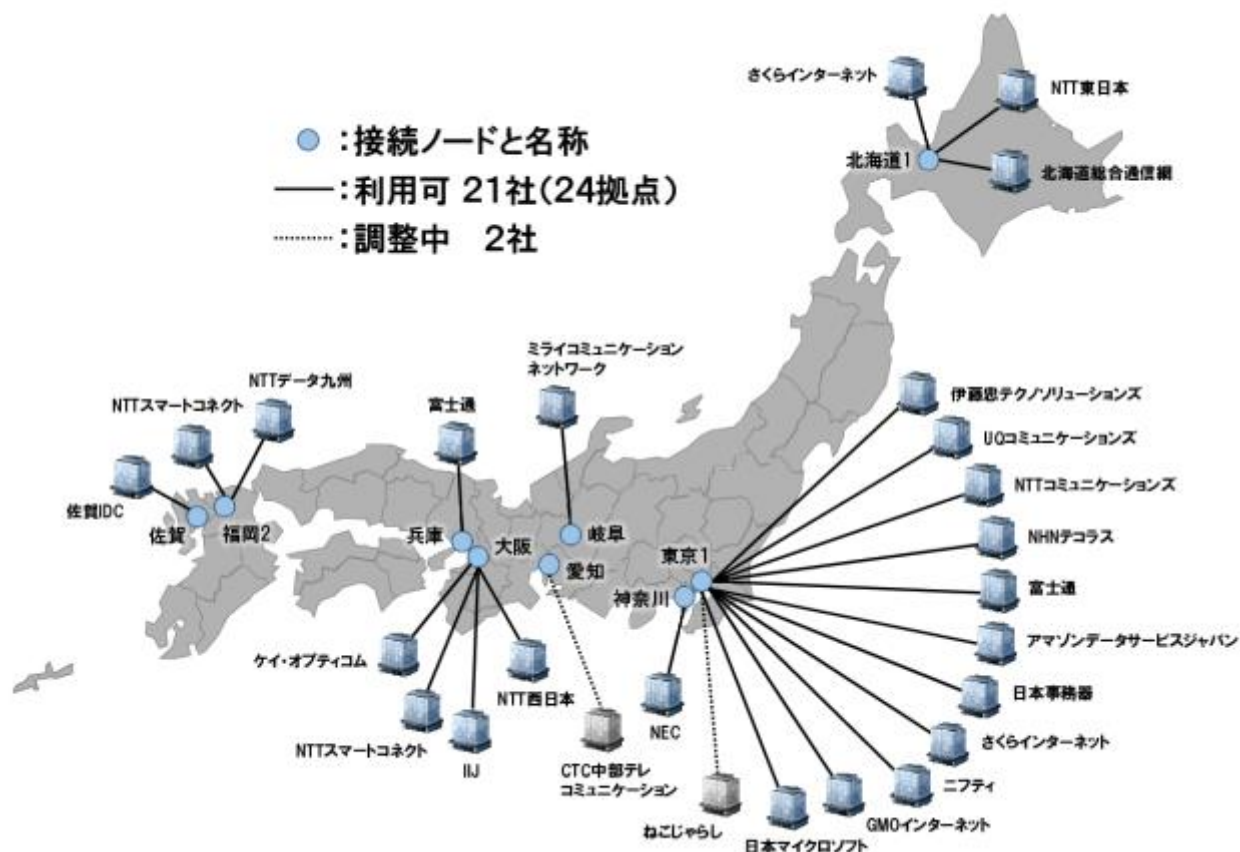 さくらインターネット
NTT東日本
北海道1
北海道総合通信網
：接続ノードと名称
：利用可 21社（24拠点）
：調整中　2社
ミライコミュニケーション
ネットワーク
NTTデータ九州
NTTスマートコネクト
富士通
佐賀IDC
佐賀
福岡2
兵庫
大阪
岐阜
愛知
東京1
神奈川
伊藤忠テクノソリューションズ
UQコミュニケーションズ
NTTコミュニケーションズ
NHNテコラス
富士通
アマゾンデータサービスジャパン
日本事務器
さくらインターネット
ニフティ
GMOインターネット
日本マイクロソフト
ねこじゃらし
NEC
CTC中部テレ
コミュニケーション
NTT西日本
IIJ
NTTスマートコネクト
ケイ・オプティコム